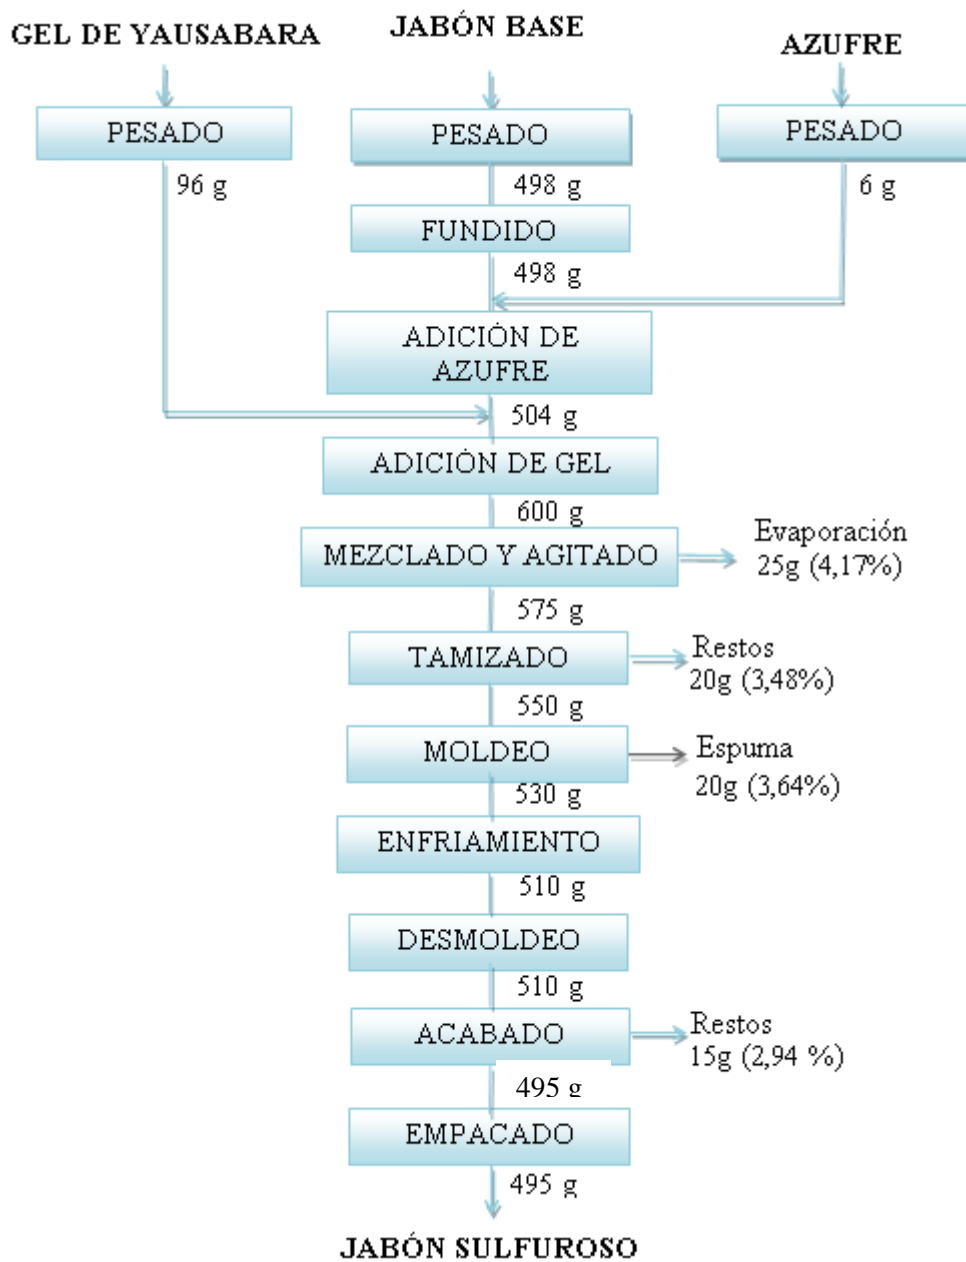 GEL DE YAUSABARA
JABÓN BASE
AZUFRE
PESADO
PESADO
PESADO
96 g
498 g
6 g
FUNDIDO
498 g
ADICIÓN DE
AZUFRE
504 g
ADICIÓN DE GEL
600 g
MEZCLADO Y AGITADO
Evaporación
25g (4,17%)
575 g
TAMIZADO
Restos
20g (3,48%)
550 g
MOLDEO
Espuma
20g (3,64%)
530 g
ENFRIAMIENTO
510 g
DESMOLDEO
510 g
ACABADO
Restos
15g (2,94 %)
495 g
EMPACADO
495 g
JABÓN SULFUROSO